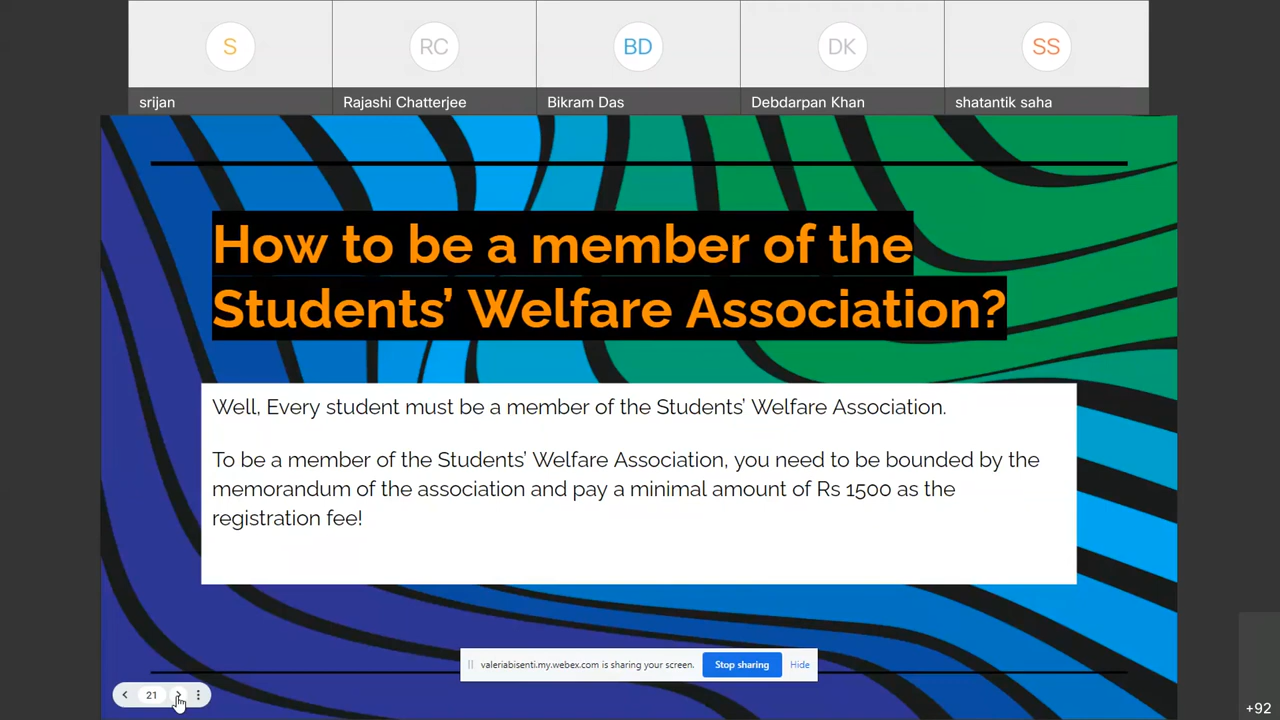 S
RC
BD
DK
SS
srijan
Rajashi Chatterjee
Bikram Das
Debdarpan Khan
shatantik saha
How to be a member of the
Students’ Welfare Association?
Well, Every student must be a member of the Students’ Welfare Association.
To be a member of the Students’ Welfare Association, you need to be bounded by the
memorandum of the association and pay a minimal amount of Rs 1500 as the
registration fee!
valeriabisenti.my.webex.com is sharing your screen.
Stop sharing
Hide
21
+92